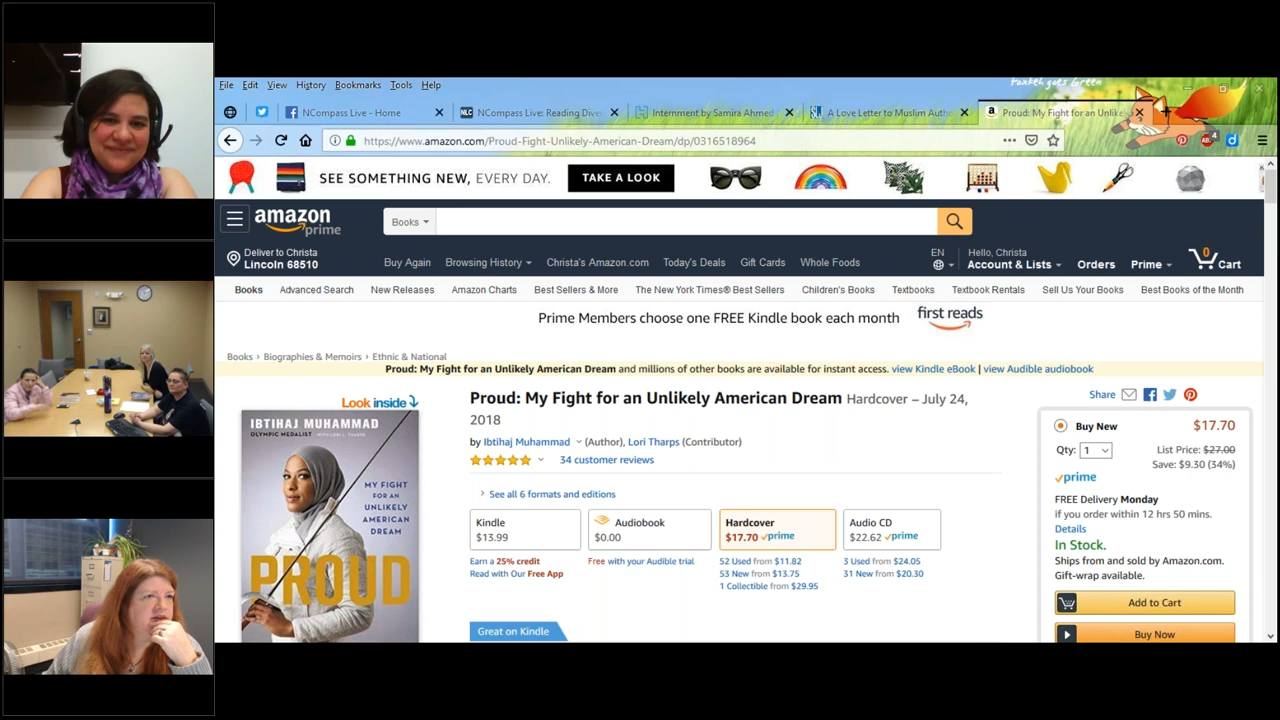 Firefox goes Green
File Edit View History Bookmarks Tools Help
NCompass Live - Home
NLC NCompass Live: Reading Dive
Internment by Samira Ahmed
A Love Letter to Muslim Autho
Proud: My Fight for an Unlike
https://www.amazon.com/Proud-Fight-Unlikely-American-Dream/dp/0316518964
SEE SOMETHING NEW, EVERY DAY. TAKE A LOOK
amazon prime
Books
Deliver to Christa
Lincoln 68510
Buy Again Browsing History Christa's Amazon.com Today's Deals Gift Cards Whole Foods
EN
Hello, Christa
Account & Lists Orders Prime 0 Cart
Books Advanced Search New Releases Amazon Charts Best Sellers & More The New York Times® Best Sellers Children's Books Textbooks Textbook Rentals Sell Us Your Books Best Books of the Month
Prime Members choose one FREE Kindle book each month first reads
Books › Biographies & Memoirs › Ethnic & National
Proud: My Fight for an Unlikely American Dream and millions of other books are available for instant access. view Kindle eBook | view Audible audiobook
Look inside
IBTIHAJ MUHAMMAD
OLYMPIC MEDALIST
MY FIGHT
FOR AN
UNLIKELY
AMERICAN
DREAM
PROUD
Proud: My Fight for an Unlikely American Dream Hardcover – July 24,
2018
by Ibtihaj Muhammad (Author), Lori Tharps (Contributor)
34 customer reviews
See all 6 formats and editions
Kindle
$13.99
Earn a 25% credit
Read with Our Free App
Audiobook
$0.00
Free with your Audible trial
Hardcover
$17.70 prime
52 Used from $11.82
53 New from $13.75
1 Collectible from $29.95
Audio CD
$22.62 prime
3 Used from $24.05
31 New from $20.30
Great on Kindle
Share
Buy New $17.70
Qty: 1 List Price: $27.00
Save: $9.30 (34%)
prime
FREE Delivery Monday
if you order within 12 hrs 50 mins.
Details
In Stock.
Ships from and sold by Amazon.com.
Gift-wrap available.
Add to Cart
Buy Now